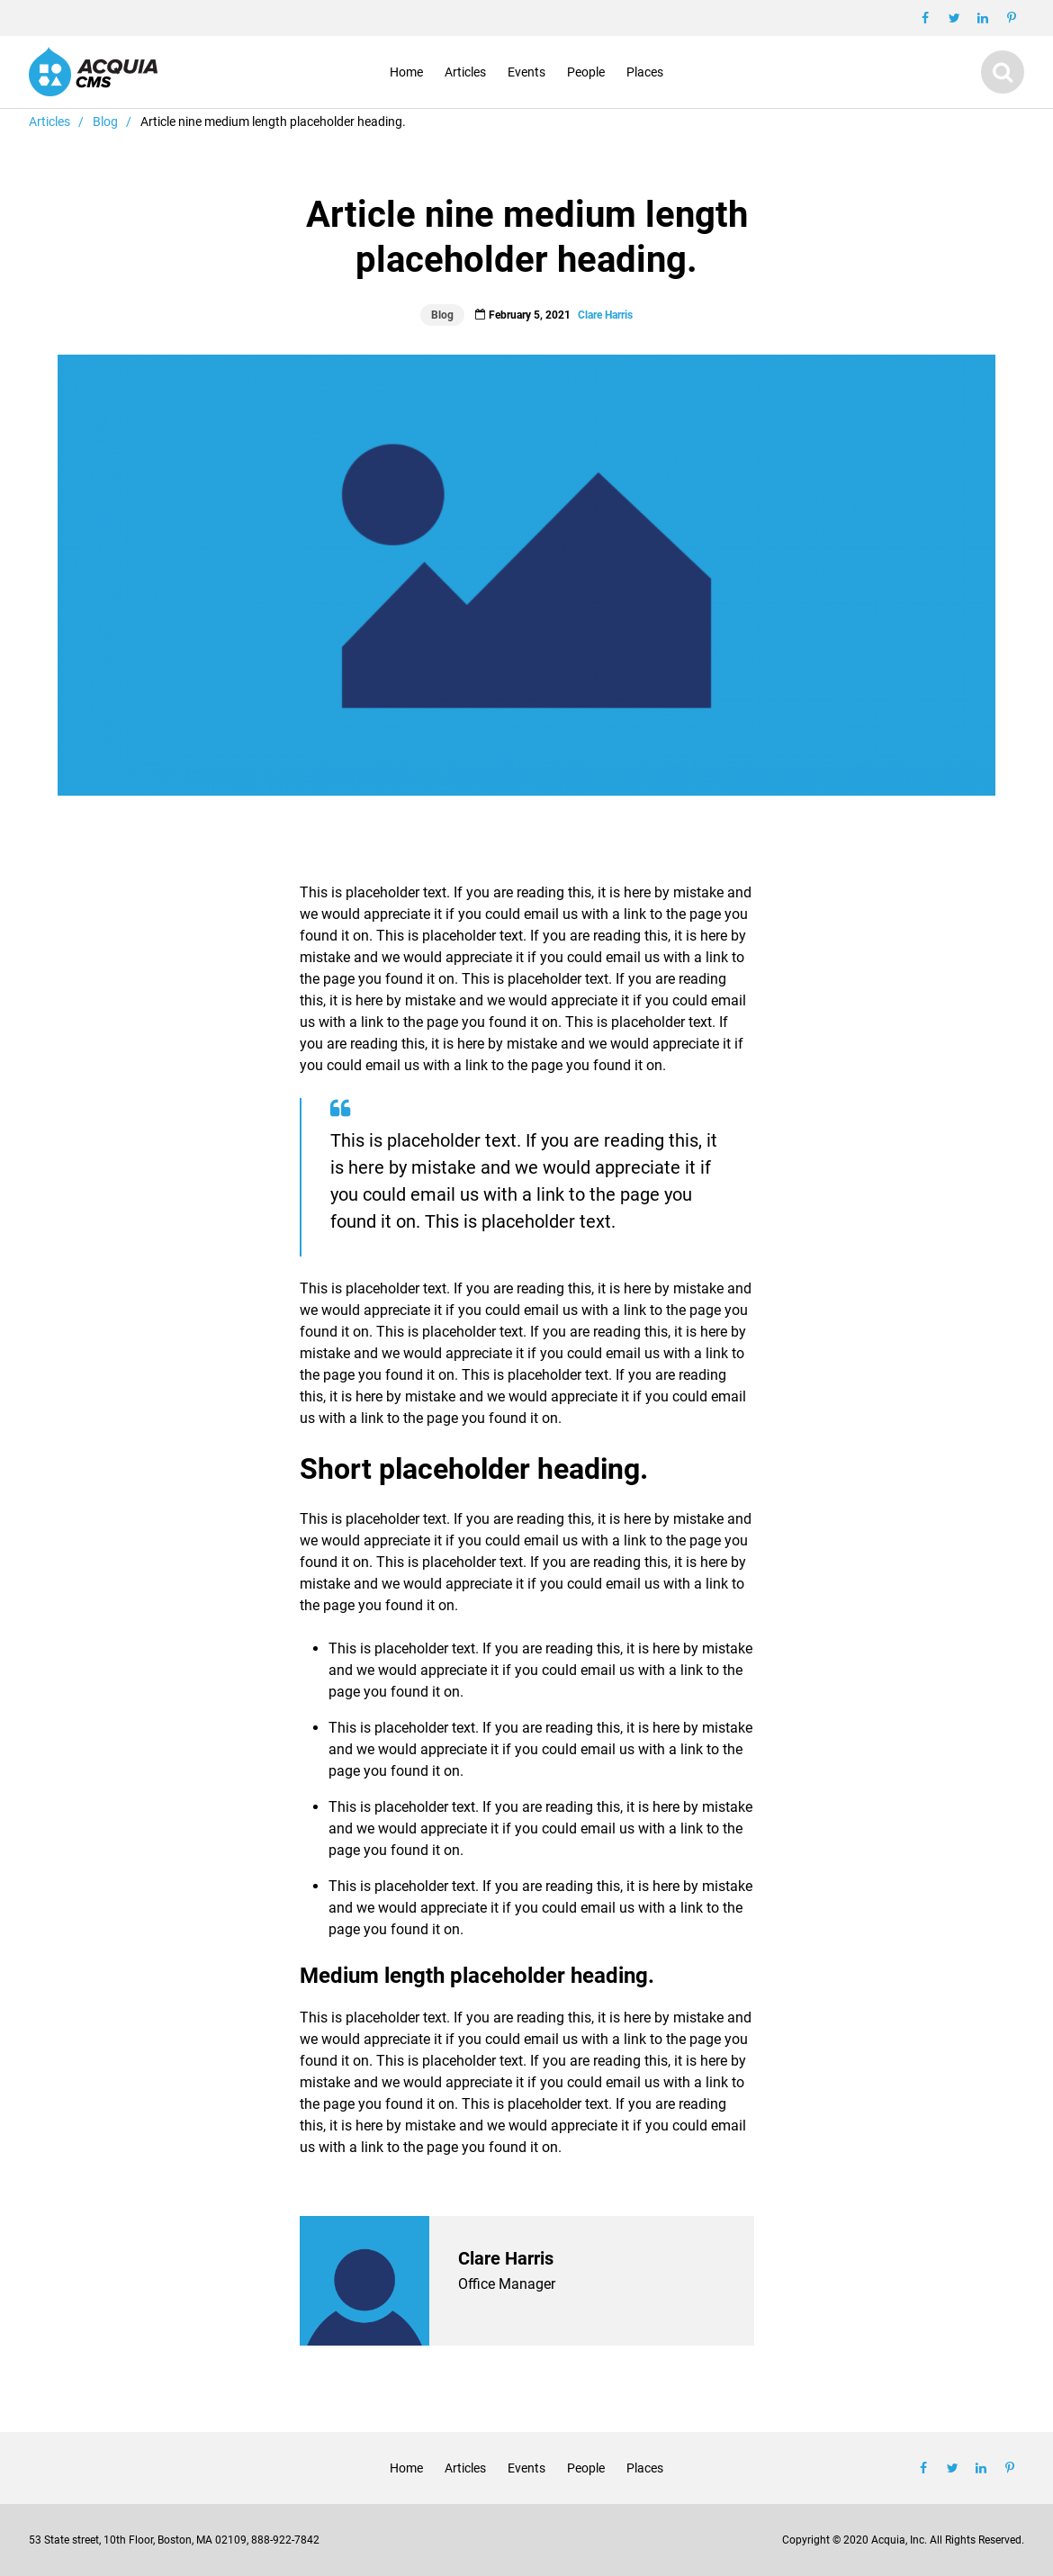 ACQUIA
CMS
Home Articles Events People Places
Articles / Blog / Article nine medium length placeholder heading.
Article nine medium length
placeholder heading.
Blog February 5, 2021 Clare Harris
This is placeholder text. If you are reading this, it is here by mistake and
we would appreciate it if you could email us with a link to the page you
found it on. This is placeholder text. If you are reading this, it is here by
mistake and we would appreciate it if you could email us with a link to
the page you found it on. This is placeholder text. If you are reading
this, it is here by mistake and we would appreciate it if you could email
us with a link to the page you found it on. This is placeholder text. If
you are reading this, it is here by mistake and we would appreciate it if
you could email us with a link to the page you found it on.
This is placeholder text. If you are reading this, it
is here by mistake and we would appreciate it if
you could email us with a link to the page you
found it on. This is placeholder text.
This is placeholder text. If you are reading this, it is here by mistake and
we would appreciate it if you could email us with a link to the page you
found it on. This is placeholder text. If you are reading this, it is here by
mistake and we would appreciate it if you could email us with a link to
the page you found it on. This is placeholder text. If you are reading
this, it is here by mistake and we would appreciate it if you could email
us with a link to the page you found it on.
Short placeholder heading.
This is placeholder text. If you are reading this, it is here by mistake and
we would appreciate it if you could email us with a link to the page you
found it on. This is placeholder text. If you are reading this, it is here by
mistake and we would appreciate it if you could email us with a link to
the page you found it on.
• This is placeholder text. If you are reading this, it is here by mistake
and we would appreciate it if you could email us with a link to the
page you found it on.
• This is placeholder text. If you are reading this, it is here by mistake
and we would appreciate it if you could email us with a link to the
page you found it on.
• This is placeholder text. If you are reading this, it is here by mistake
and we would appreciate it if you could email us with a link to the
page you found it on.
• This is placeholder text. If you are reading this, it is here by mistake
and we would appreciate it if you could email us with a link to the
page you found it on.
Medium length placeholder heading.
This is placeholder text. If you are reading this, it is here by mistake and
we would appreciate it if you could email us with a link to the page you
found it on. This is placeholder text. If you are reading this, it is here by
mistake and we would appreciate it if you could email us with a link to
the page you found it on. This is placeholder text. If you are reading
this, it is here by mistake and we would appreciate it if you could email
us with a link to the page you found it on.
Clare Harris
Office Manager
Home Articles Events People Places
53 State street, 10th Floor, Boston, MA 02109, 888-922-7842
Copyright © 2020 Acquia, Inc. All Rights Reserved.